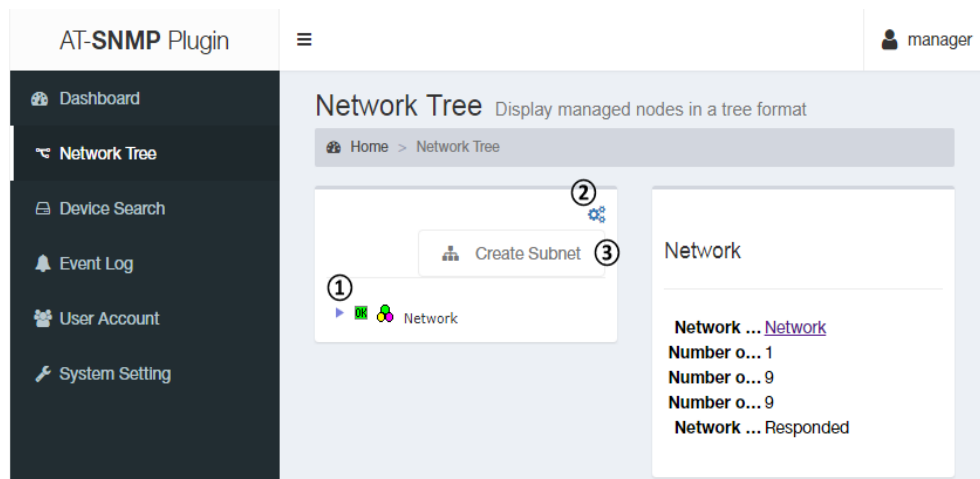 AT-SNMP Plugin
manager
Dashboard
Network Tree
Device Search
Event Log
User Account
System Setting
Network Tree Display managed nodes in a tree format
Home > Network Tree
②
Create Subnet ③
①
OK Network
Network
Network ... Network
Number o... 1
Number o... 9
Number o... 9
Network ... Responded